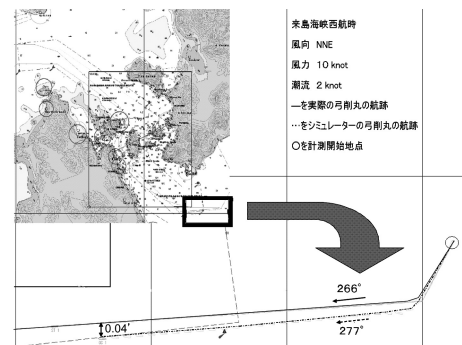 来島海峡西航時
風向 NNE
風力 10 knot
潮流 2 knot
―を実際の弓削丸の航跡
…をシミュレーターの弓削丸の航跡
○を計測開始地点
266°
0.04'
277°